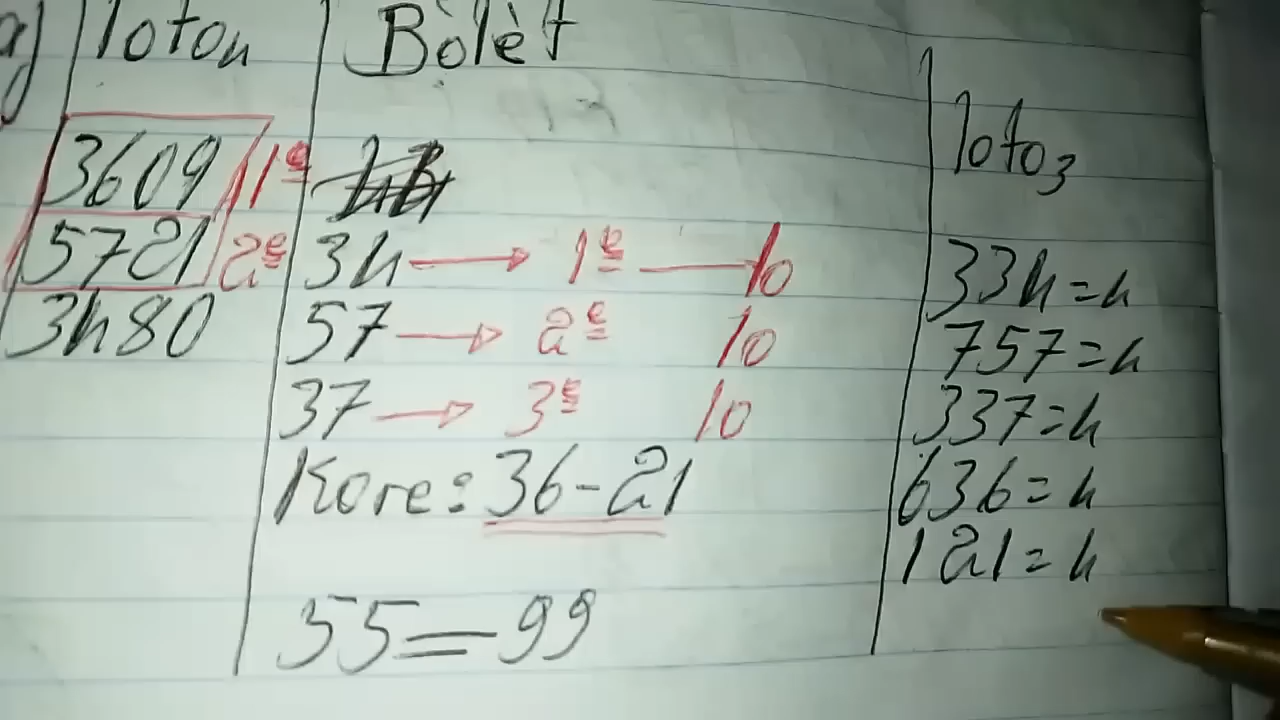 loto4
3609 1e
5721 2e
3480
Bòlèt
34 → 1e — 10
57 → 2e 10
37 → 3e 10
Kore: 36-21
55=99
loto3
334=4
757=4
337=4
636=4
121=4